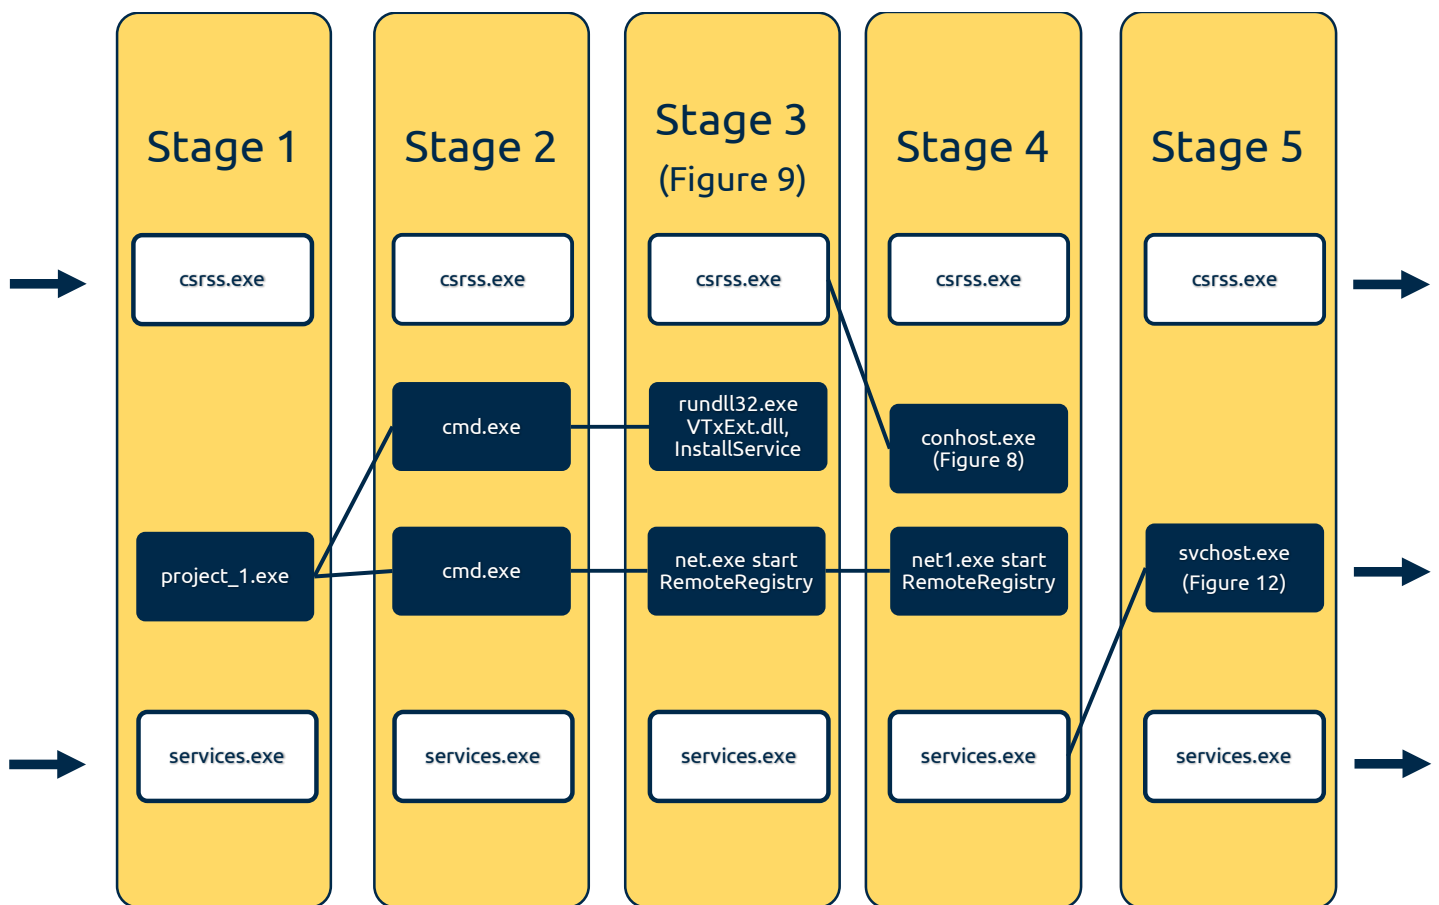 Stage 1
Stage 2
Stage 3
(Figure 9)
Stage 4
Stage 5
csrss.exe
csrss.exe
csrss.exe
csrss.exe
csrss.exe
cmd.exe
rundll32.exe
VTxExt.dll,
InstallService
conhost.exe
(Figure 8)
project_1.exe
cmd.exe
net.exe start
RemoteRegistry
net1.exe start
RemoteRegistry
svchost.exe
(Figure 12)
services.exe
services.exe
services.exe
services.exe
services.exe